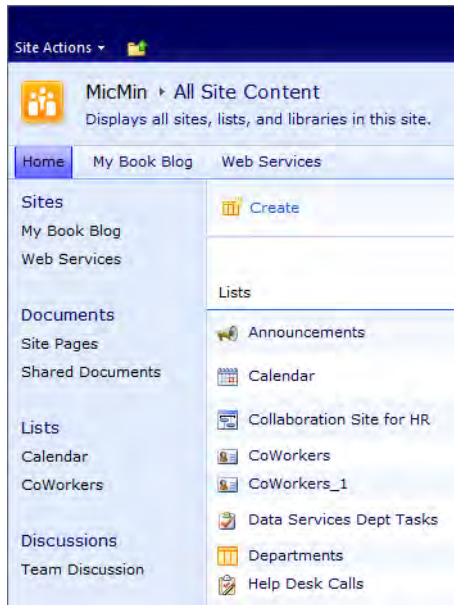 Site Actions
MicMin ▸ All Site Content
Displays all sites, lists, and libraries in this site.
Home My Book Blog Web Services
Sites
My Book Blog
Web Services
Documents
Site Pages
Shared Documents
Lists
Calendar
CoWorkers
Discussions
Team Discussion
Create
Lists
Announcements
Calendar
Collaboration Site for HR
CoWorkers
CoWorkers_1
Data Services Dept Tasks
Departments
Help Desk Calls